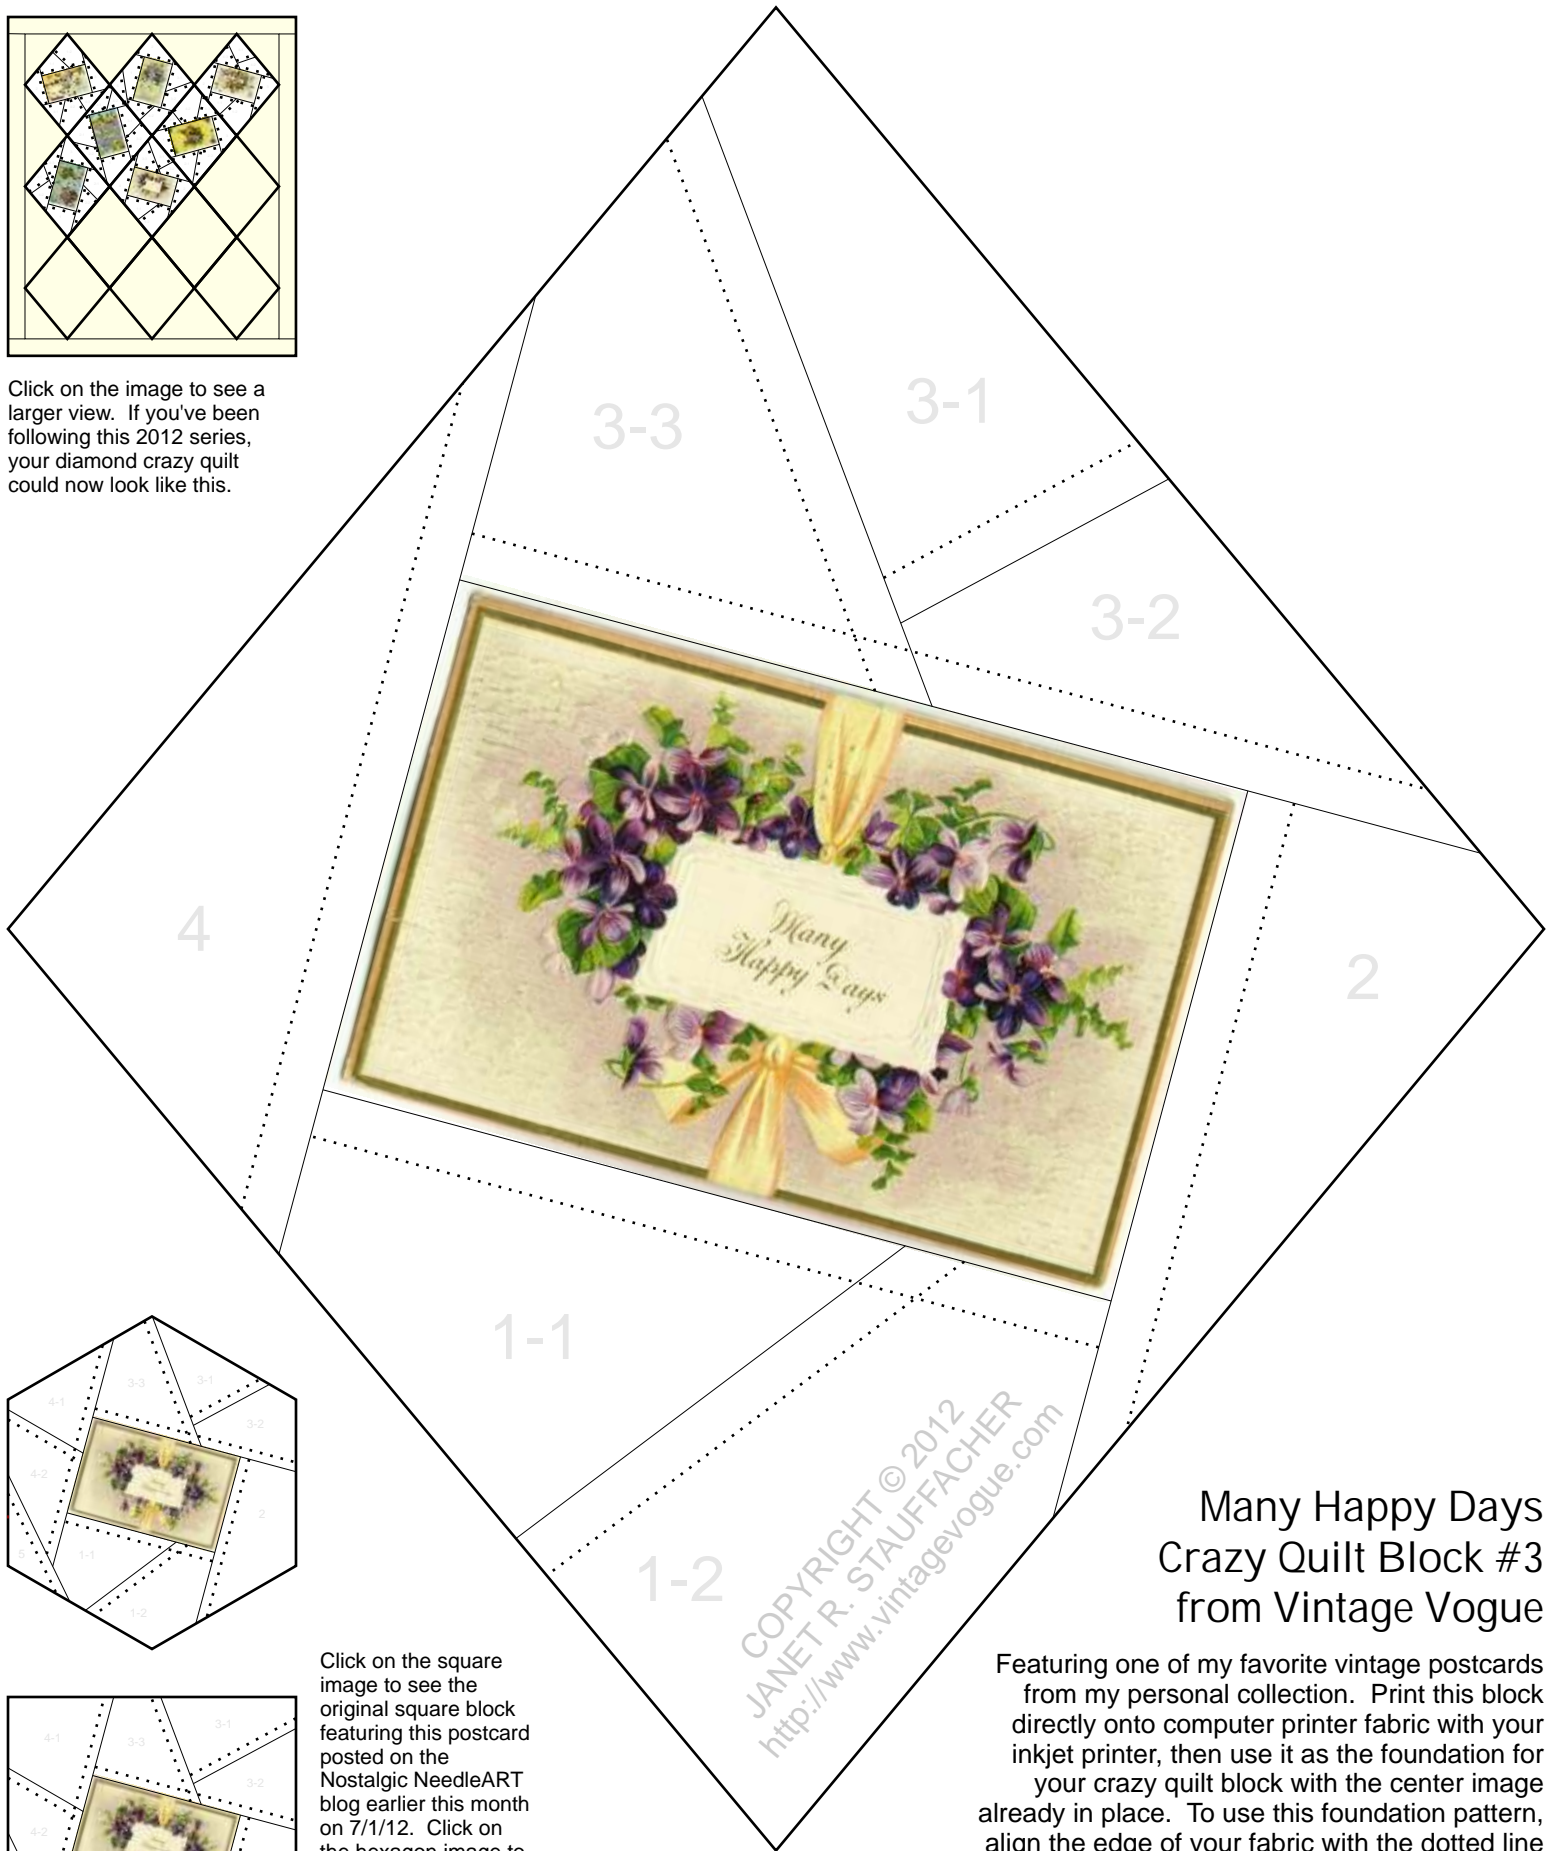 Click on the image to see a
larger view. If you've been
following this 2012 series,
your diamond crazy quilt
could now look like this.
3-3
3-1
3-2
4
2
Many
Happy Days
1-1
1-2
COPYRIGHT © 2012
JANET R. STAUFFACHER
http://www.vintagevogue.com
3-3
3-1
4-1
3-2
4-2
2
5
1-1
1-2
3-1
4-1
3-3
3-2
4-2
Click on the square
image to see the
original square block
featuring this postcard
posted on the
Nostalgic NeedleART
blog earlier this month
on 7/1/12. Click on
the hexagon image to
Many Happy Days
Crazy Quilt Block #3
from Vintage Vogue
Featuring one of my favorite vintage postcards
from my personal collection. Print this block
directly onto computer printer fabric with your
inkjet printer, then use it as the foundation for
your crazy quilt block with the center image
already in place. To use this foundation pattern,
align the edge of your fabric with the dotted line